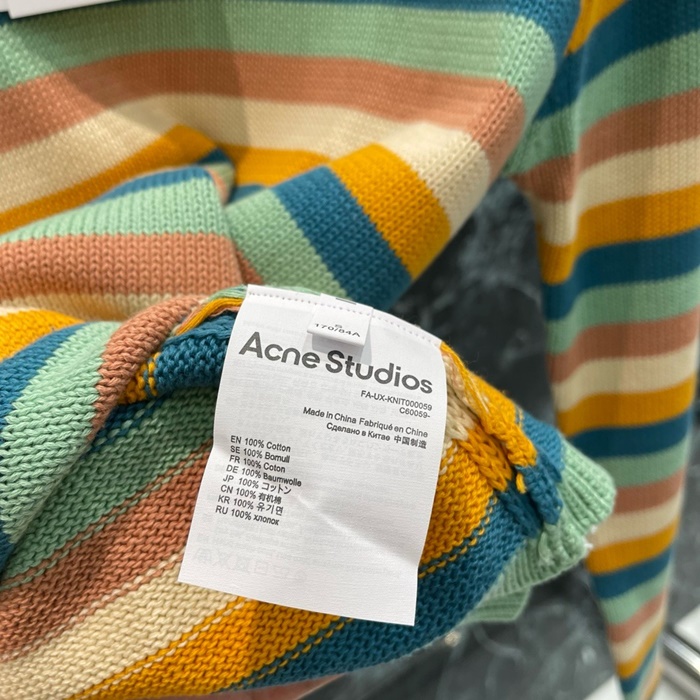 S
170/84A
Acne Studios
FA-UX-KNIT000059
C60059-
Made in China Fabriqué en Chine
Сделано в Китае 中国制造
EN 100% Cotton
SE 100% Bomull
FR 100% Coton
DE 100% Baumwolle
JP 100% コットン
CN 100% 有机棉
KR 100% 유기면
RU 100% хлопок